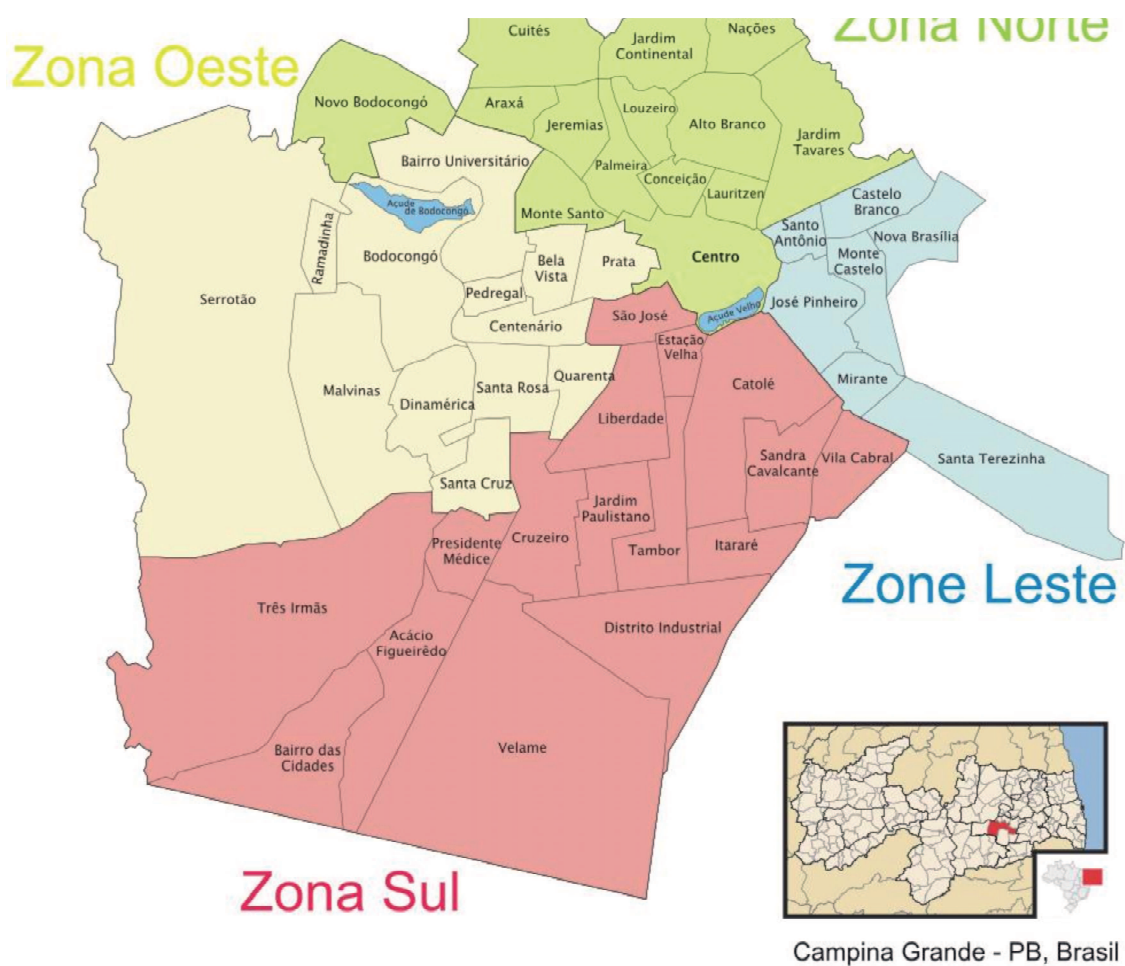 Zona Norte
Zona Oeste
Cuités
Jardim
Continental
Nações
Novo Bodocongó
Araxá
Jeremias
Louzeiro
Alto Branco
Jardim
Tavares
Bairro Universitário
Palmeira
Conceição
Lauritzen
Castelo
Branco
Açude
de Bodocongó
Monte Santo
Santo
Antônio
Nova Brasília
Ramadinha
Bodocongó
Bela
Vista
Prata
Centro
Monte
Castelo
Serrotão
Pedregal
José Pinheiro
Centenário
São José
Açude Velho
Estação
Velha
Malvinas
Dinamérica
Santa Rosa
Quarenta
Catolé
Mirante
Liberdade
Sandra
Cavalcante
Vila Cabral
Santa Terezinha
Santa Cruz
Jardim
Paulistano
Presidente
Médice
Cruzeiro
Tambor
Itararé
Zone Leste
Três Irmãs
Acácio
Figueirêdo
Distrito Industrial
Bairro das
Cidades
Velame
Zona Sul
Campina Grande - PB, Brasil